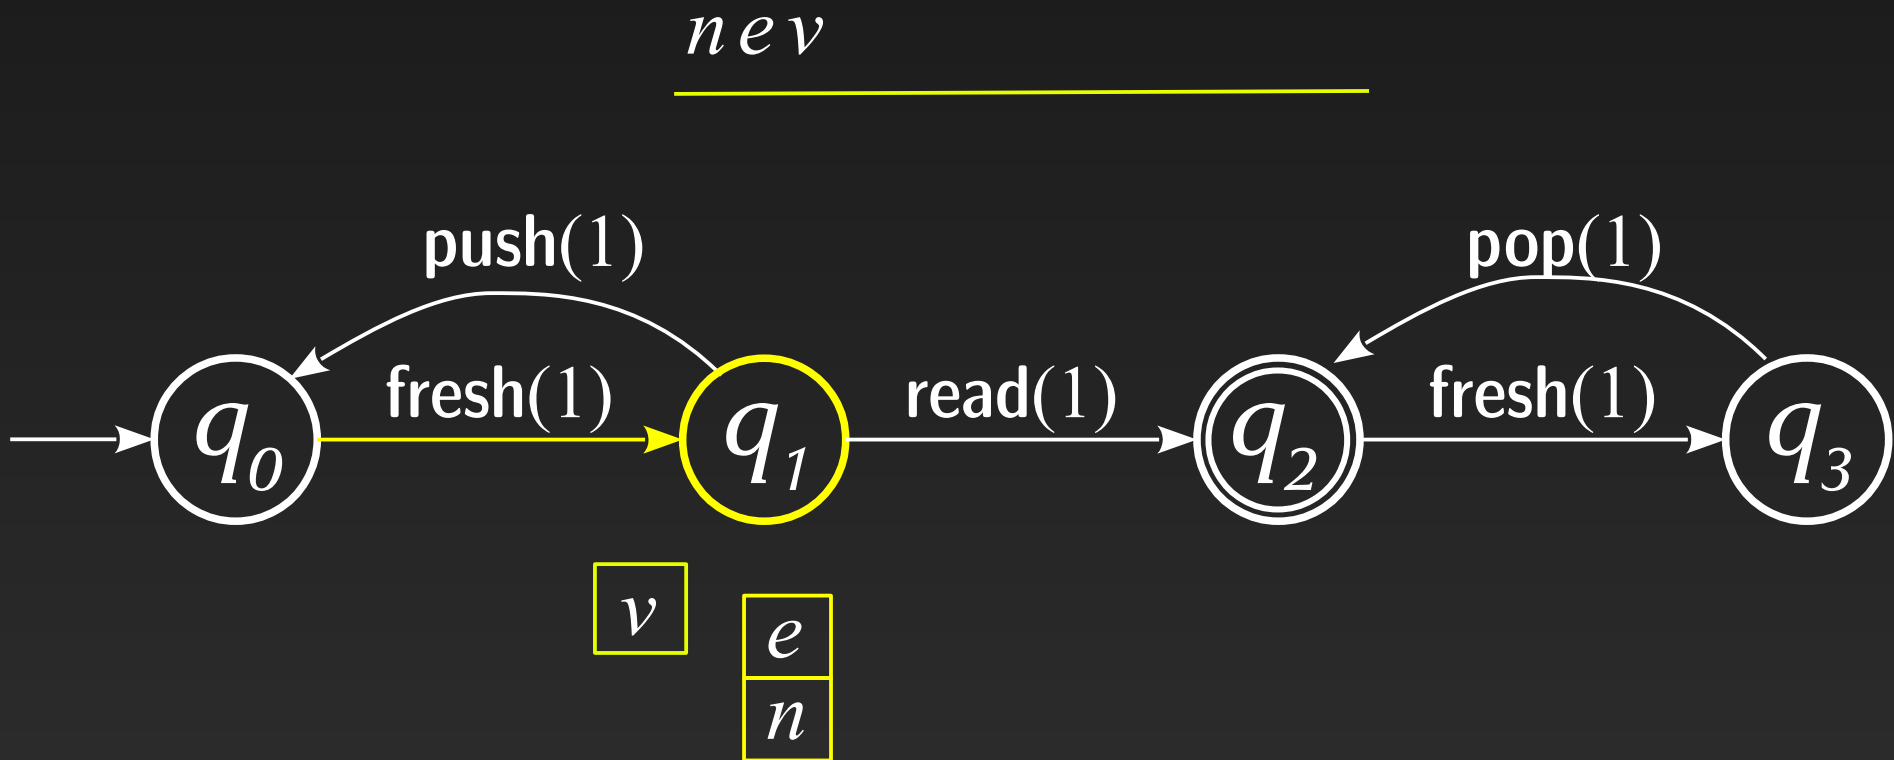 n e v
push(1) pop(1)
fresh(1) read(1) fresh(1)
q0 q1 q2 q3
v
e
n